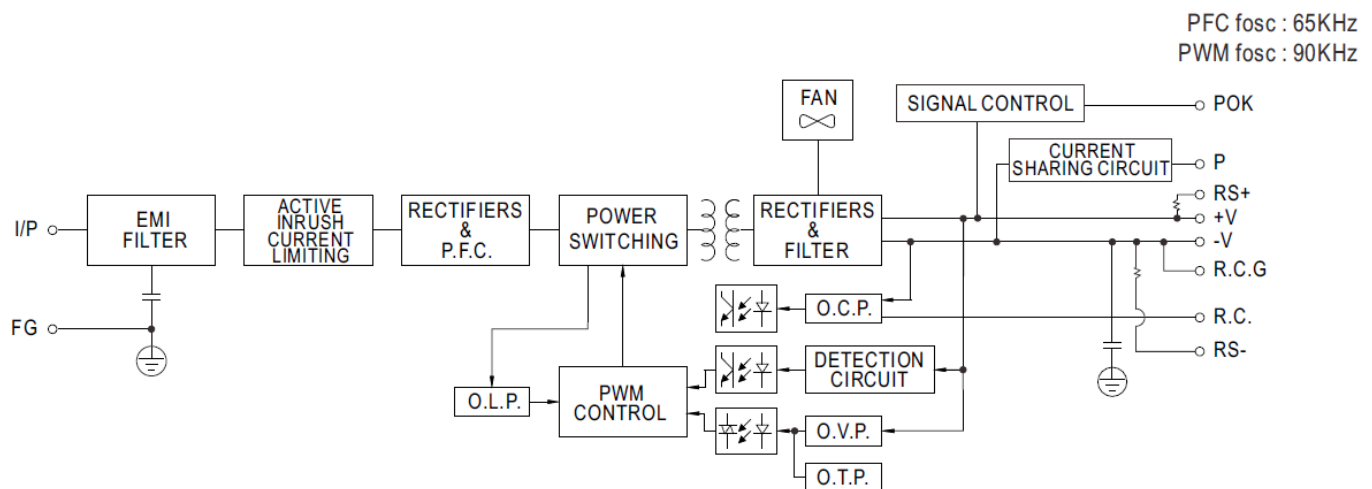 PFC fosc : 65KHz
PWM fosc : 90KHz
FAN
SIGNAL CONTROL
POK
CURRENT
SHARING CIRCUIT
P
RS+
I/P
EMI
FILTER
ACTIVE
INRUSH
CURRENT
LIMITING
RECTIFIERS
&
P.F.C.
POWER
SWITCHING
RECTIFIERS
&
FILTER
+V
-V
R.C.G
FG
O.C.P.
R.C.
RS-
DETECTION
CIRCUIT
O.L.P.
PWM
CONTROL
O.V.P.
O.T.P.